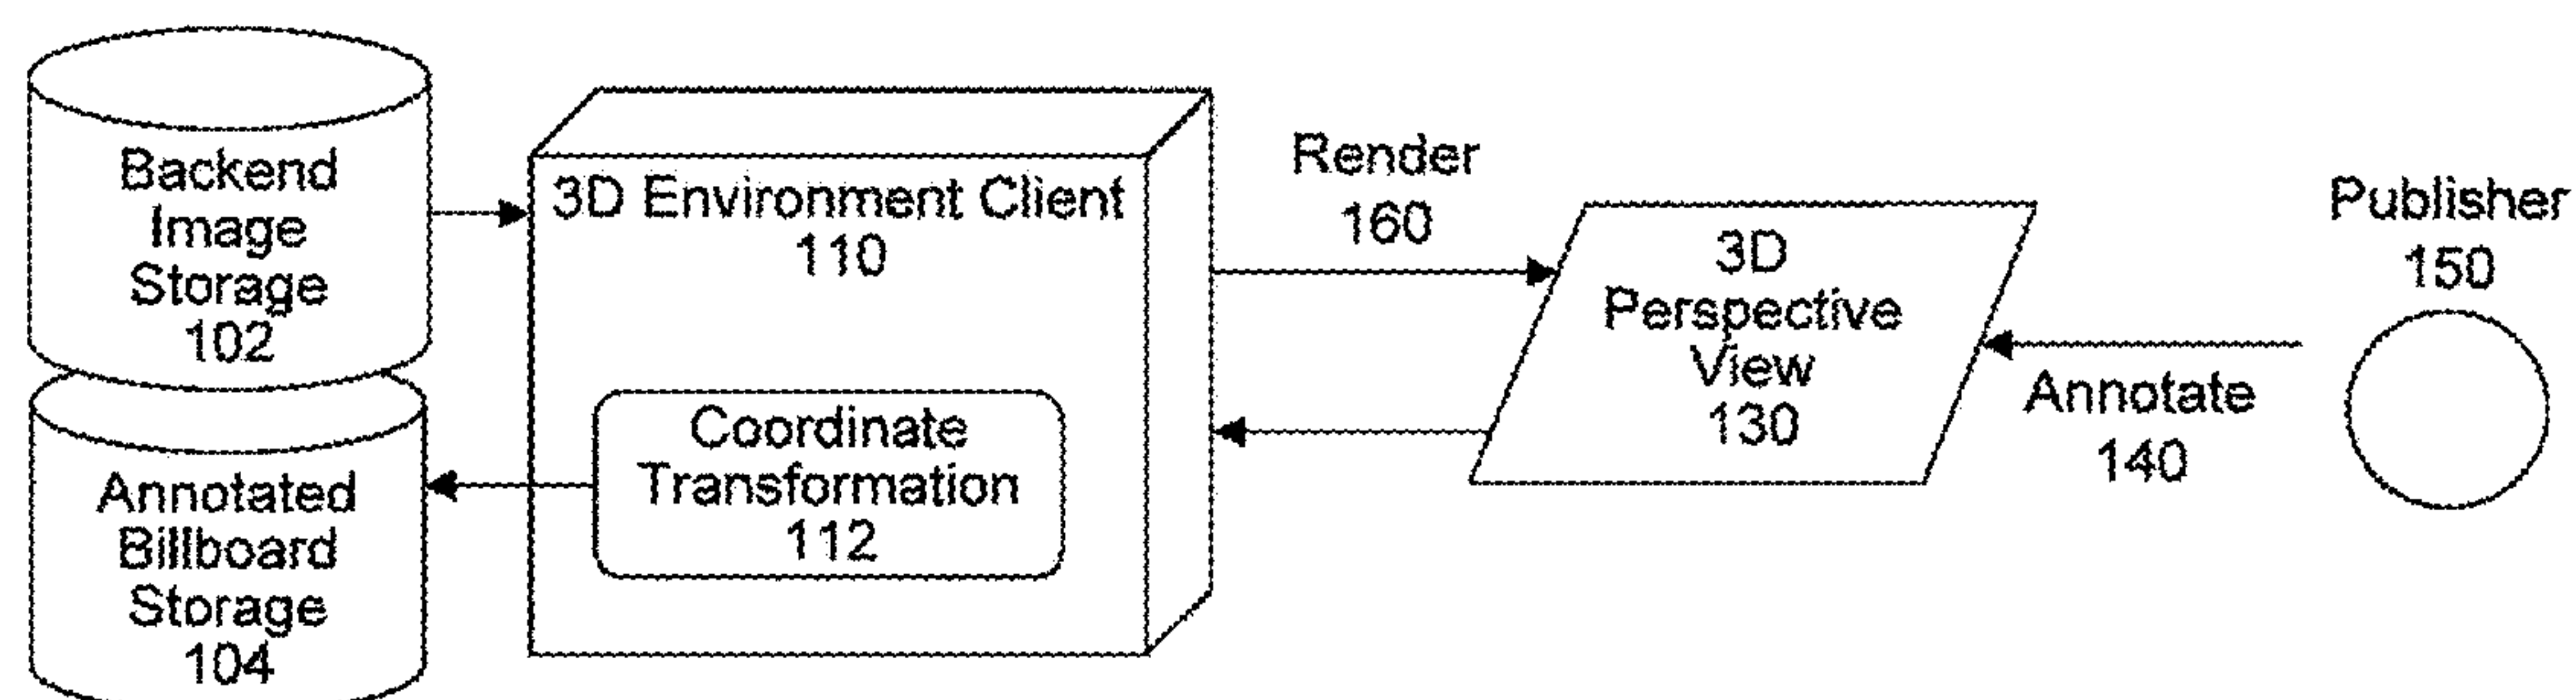 Backend
Image
Storage
102
Annotated
Billboard
Storage
104
3D Environment Client
110
Coordinate
Transformation
112
Render
160
3D
Perspective
View
130
Annotate
140
Publisher
150